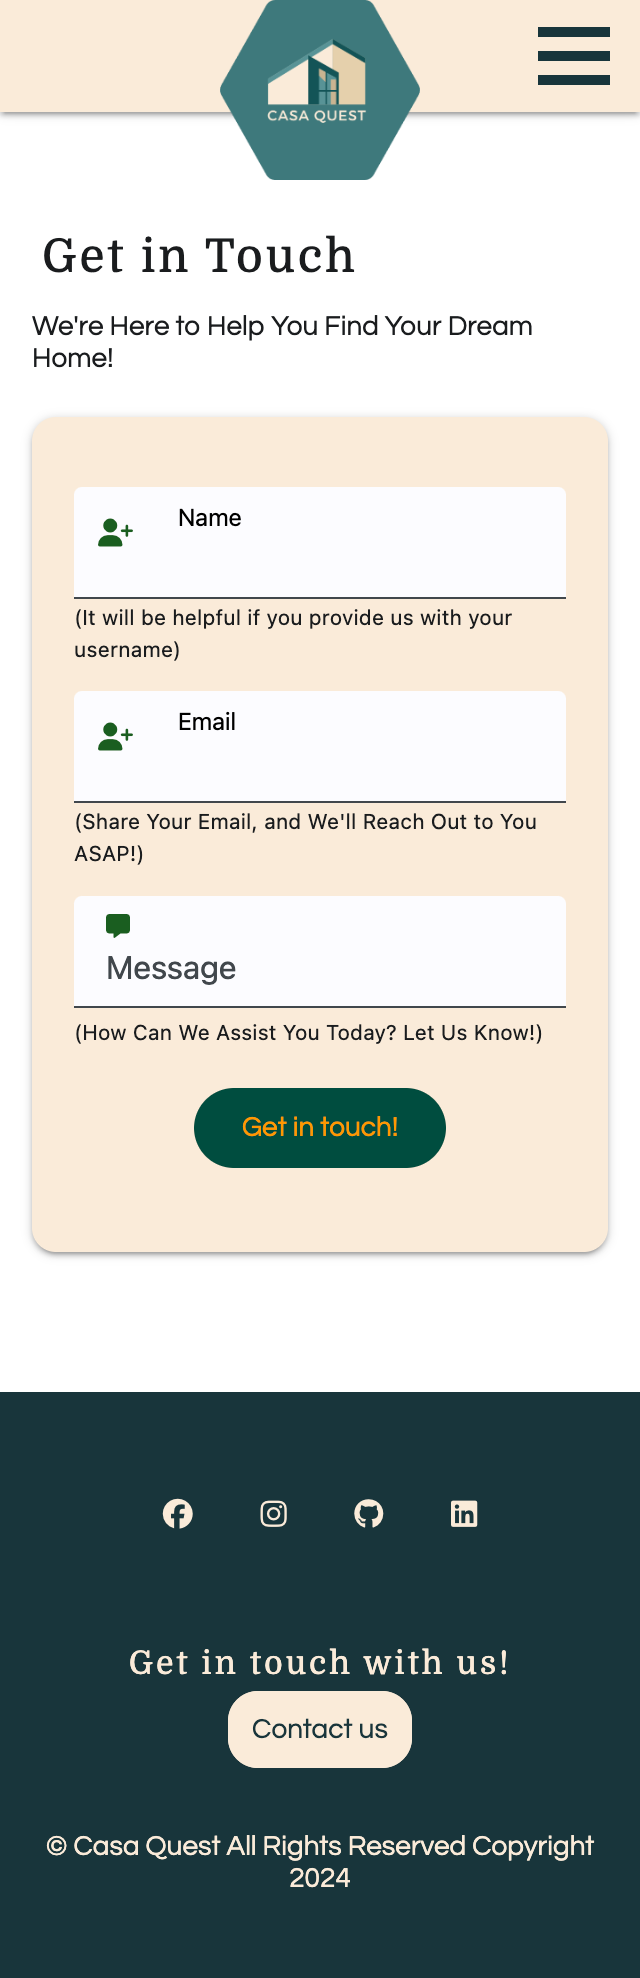 CASA QUEST
Get in Touch
We're Here to Help You Find Your Dream
Home!
Name
(It will be helpful if you provide us with your
username)
Email
(Share Your Email, and We'll Reach Out to You
ASAP!)
Message
(How Can We Assist You Today? Let Us Know!)
Get in touch!
Get in touch with us!
Contact us
© Casa Quest All Rights Reserved Copyright
2024